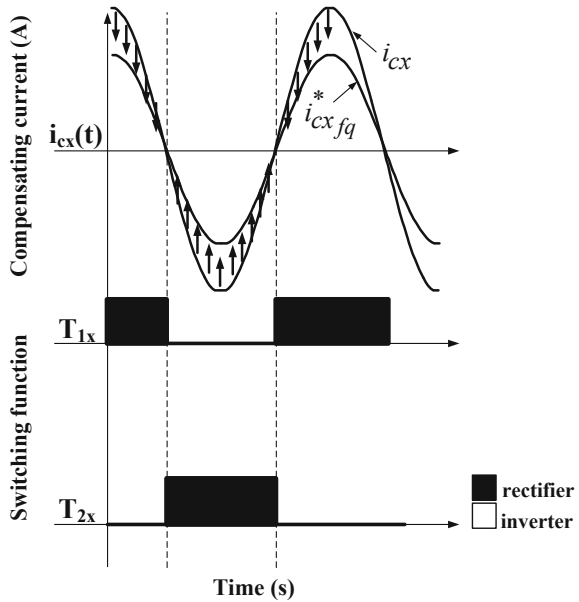 Compensating current (A)
i_cx
i*_cx fq
i_cx(t)
Switching function
T_1x
T_2x
rectifier
inverter
Time (s)